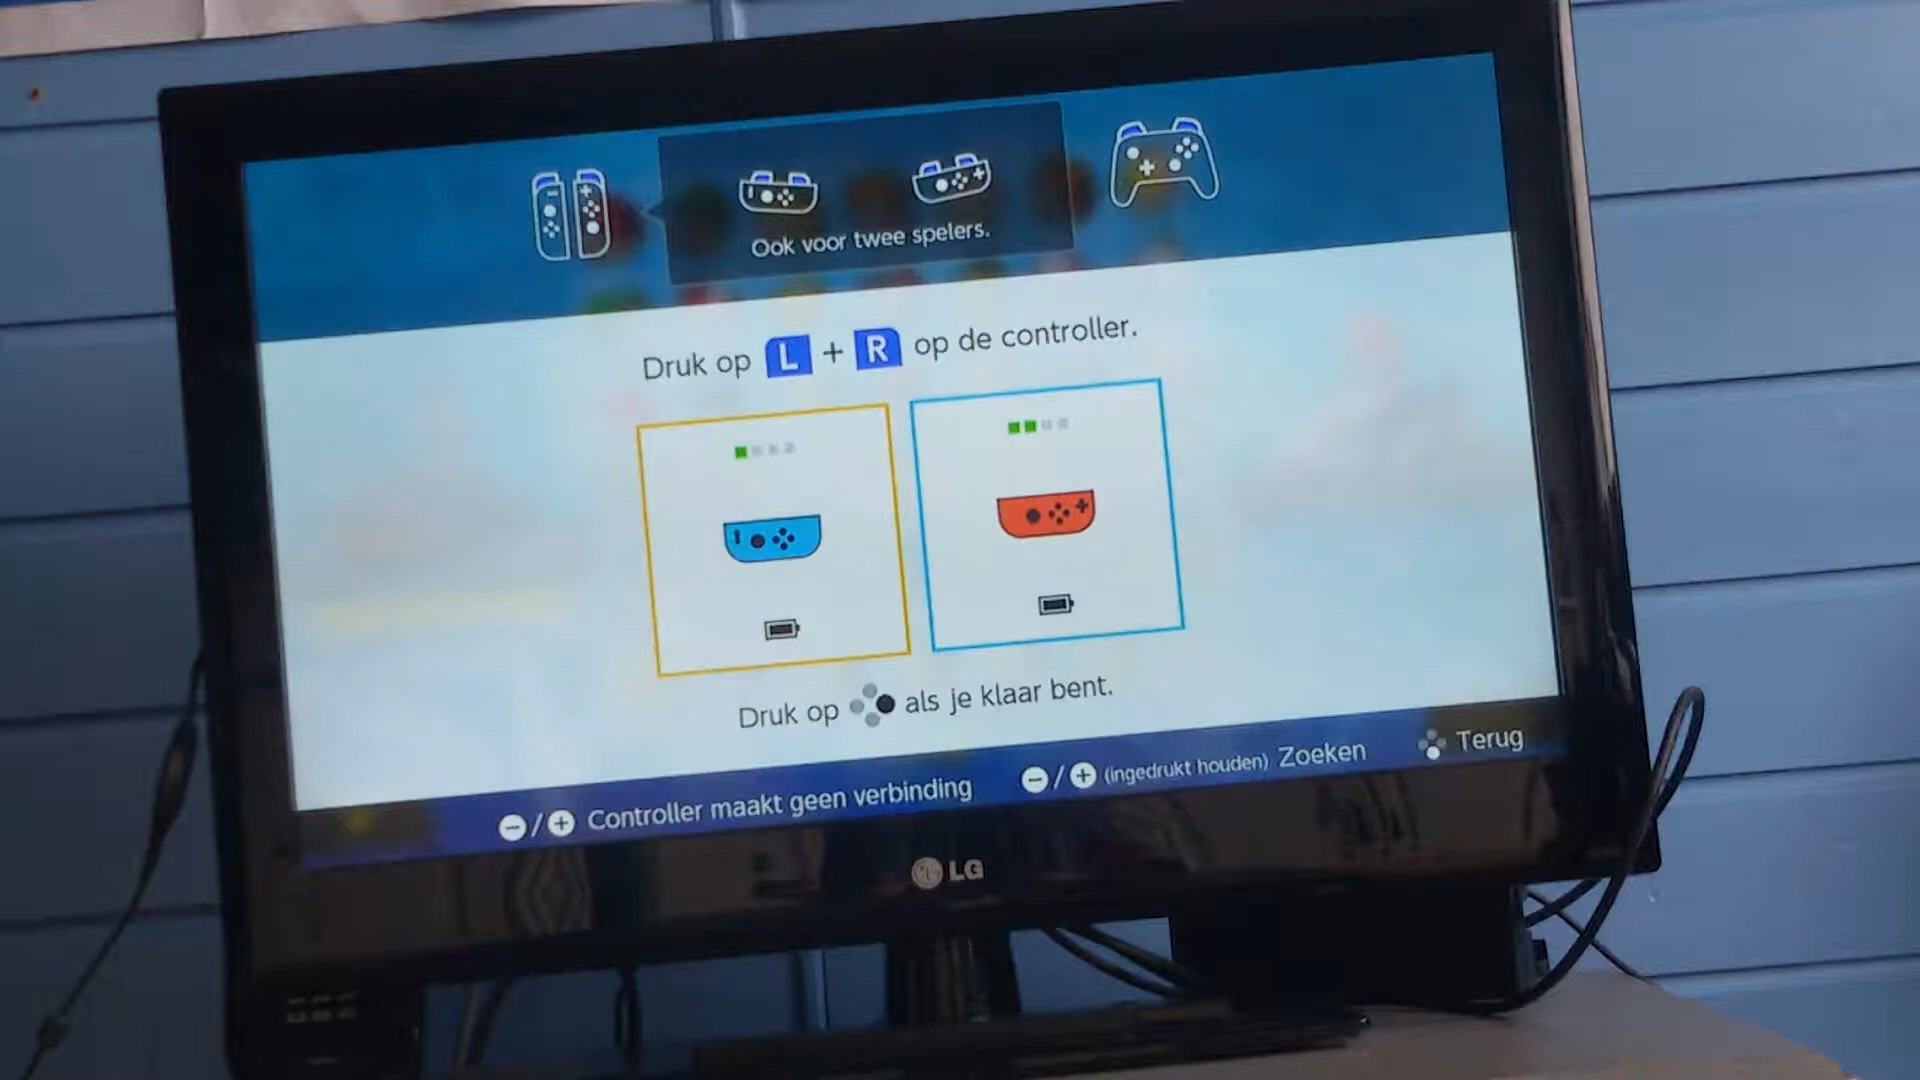 Ook voor twee spelers.
Druk op L + R op de controller.
Druk op als je klaar bent.
−/+ Controller maakt geen verbinding −/+ (ingedrukt houden) Zoeken Terug
LG